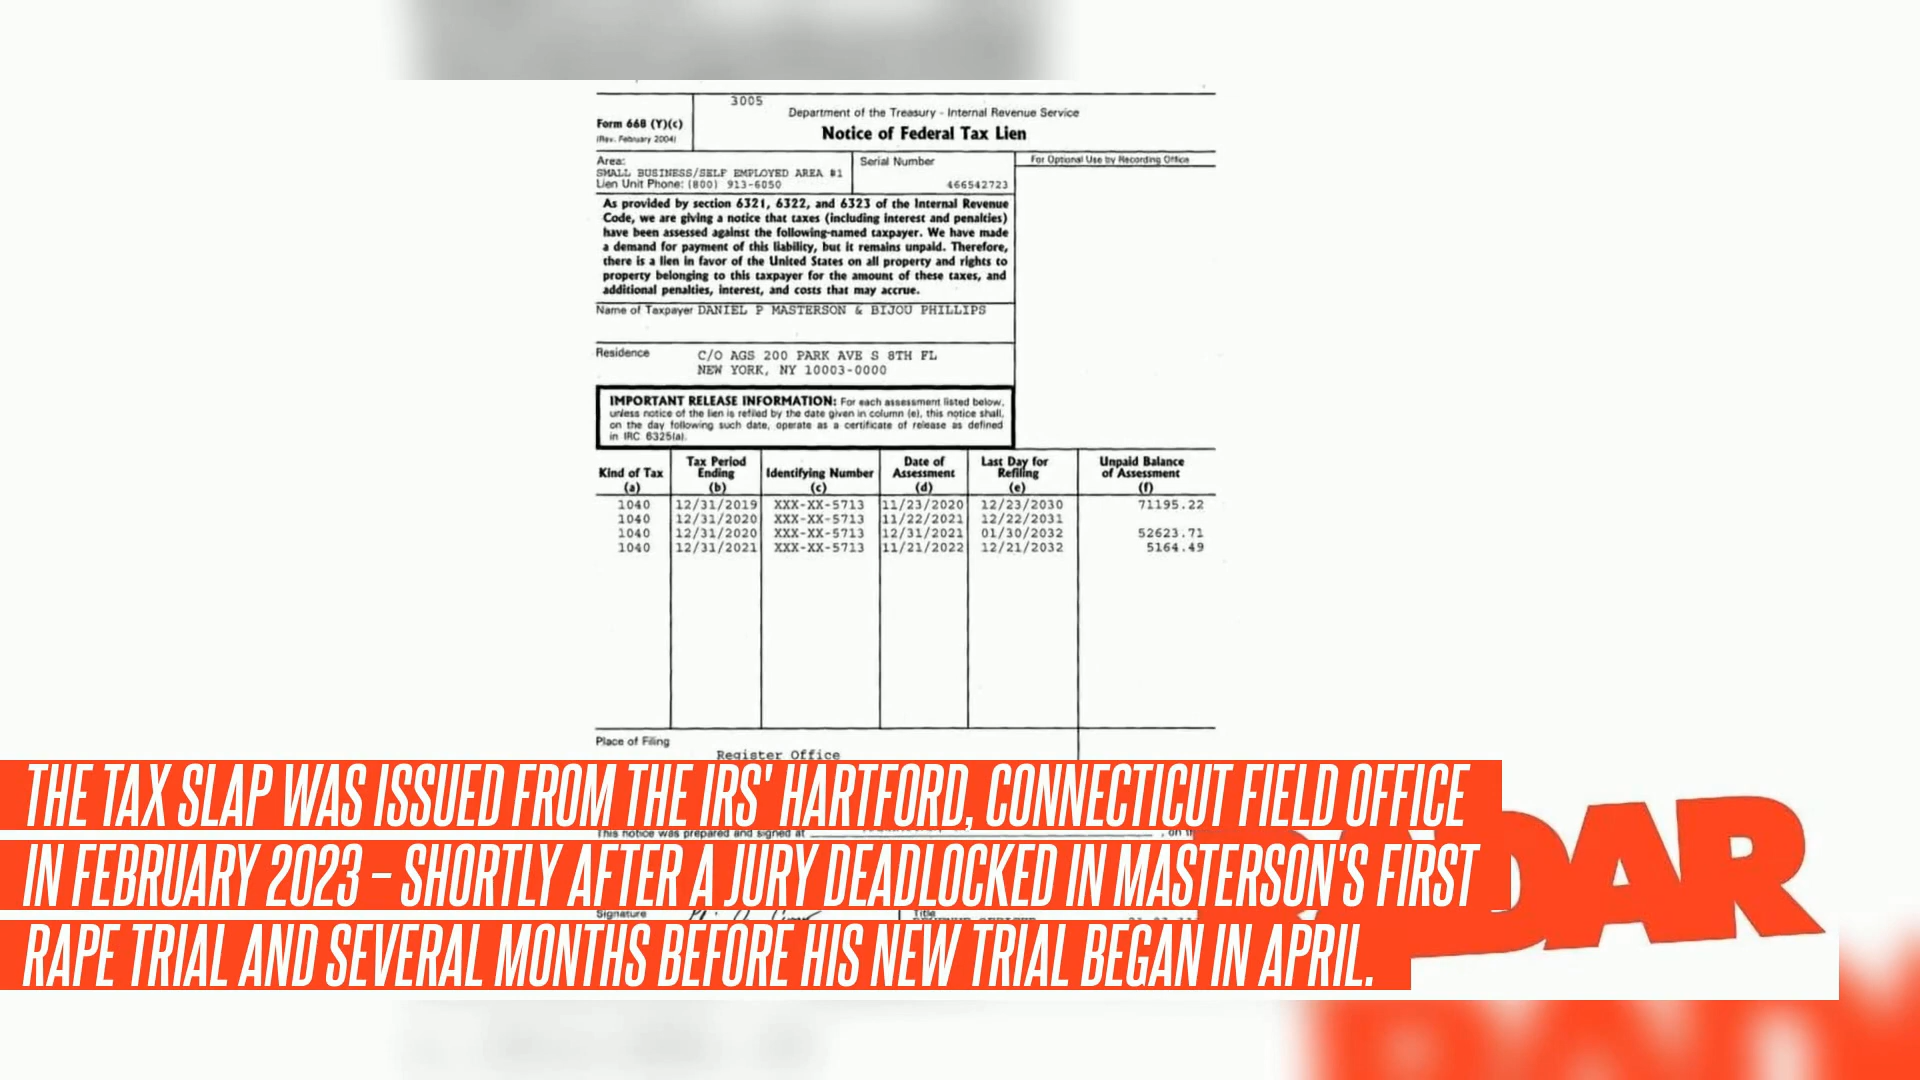 3005
Department of the Treasury - Internal Revenue Service
Form 668 (Y)(c)
(Rev. February 2004)
Notice of Federal Tax Lien
Area:
SMALL BUSINESS/SELF EMPLOYED AREA #1
Lien Unit Phone: (800) 913-6050
Serial Number
466542723
For Optional Use by Recording Office
As provided by section 6321, 6322, and 6323 of the Internal Revenue
Code, we are giving a notice that taxes (including interest and penalties)
have been assessed against the following-named taxpayer. We have made
a demand for payment of this liability, but it remains unpaid. Therefore,
there is a lien in favor of the United States on all property and rights to
property belonging to this taxpayer for the amount of these taxes, and
additional penalties, interest, and costs that may accrue.
Name of Taxpayer DANIEL P MASTERSON & BIJOU PHILLIPS
Residence
C/O AGS 200 PARK AVE S 8TH FL
NEW YORK, NY 10003-0000
IMPORTANT RELEASE INFORMATION: For each assessment listed below,
unless notice of the lien is refiled by the date given in column (e), this notice shall,
on the day following such date, operate as a certificate of release as defined
in IRC 6325(a).
Kind of Tax (a) Tax Period Ending (b) Identifying Number (c) Date of Assessment (d) Last Day for Refiling (e) Unpaid Balance of Assessment (f)
1040 12/31/2019 XXX-XX-5713 11/23/2020 12/23/2030 71195.22
1040 12/31/2020 XXX-XX-5713 11/22/2021 12/22/2031
1040 12/31/2020 XXX-XX-5713 12/31/2021 01/30/2032 52623.71
1040 12/31/2021 XXX-XX-5713 11/21/2022 12/21/2032 5164.49
Place of Filing
Register Office
THE TAX SLAP WAS ISSUED FROM THE IRS' HARTFORD, CONNECTICUT FIELD OFFICE
This notice was prepared and signed at , on
IN FEBRUARY 2023 – SHORTLY AFTER A JURY DEADLOCKED IN MASTERSON'S FIRST
Signature
Title
RAPE TRIAL AND SEVERAL MONTHS BEFORE HIS NEW TRIAL BEGAN IN APRIL.
RADAR